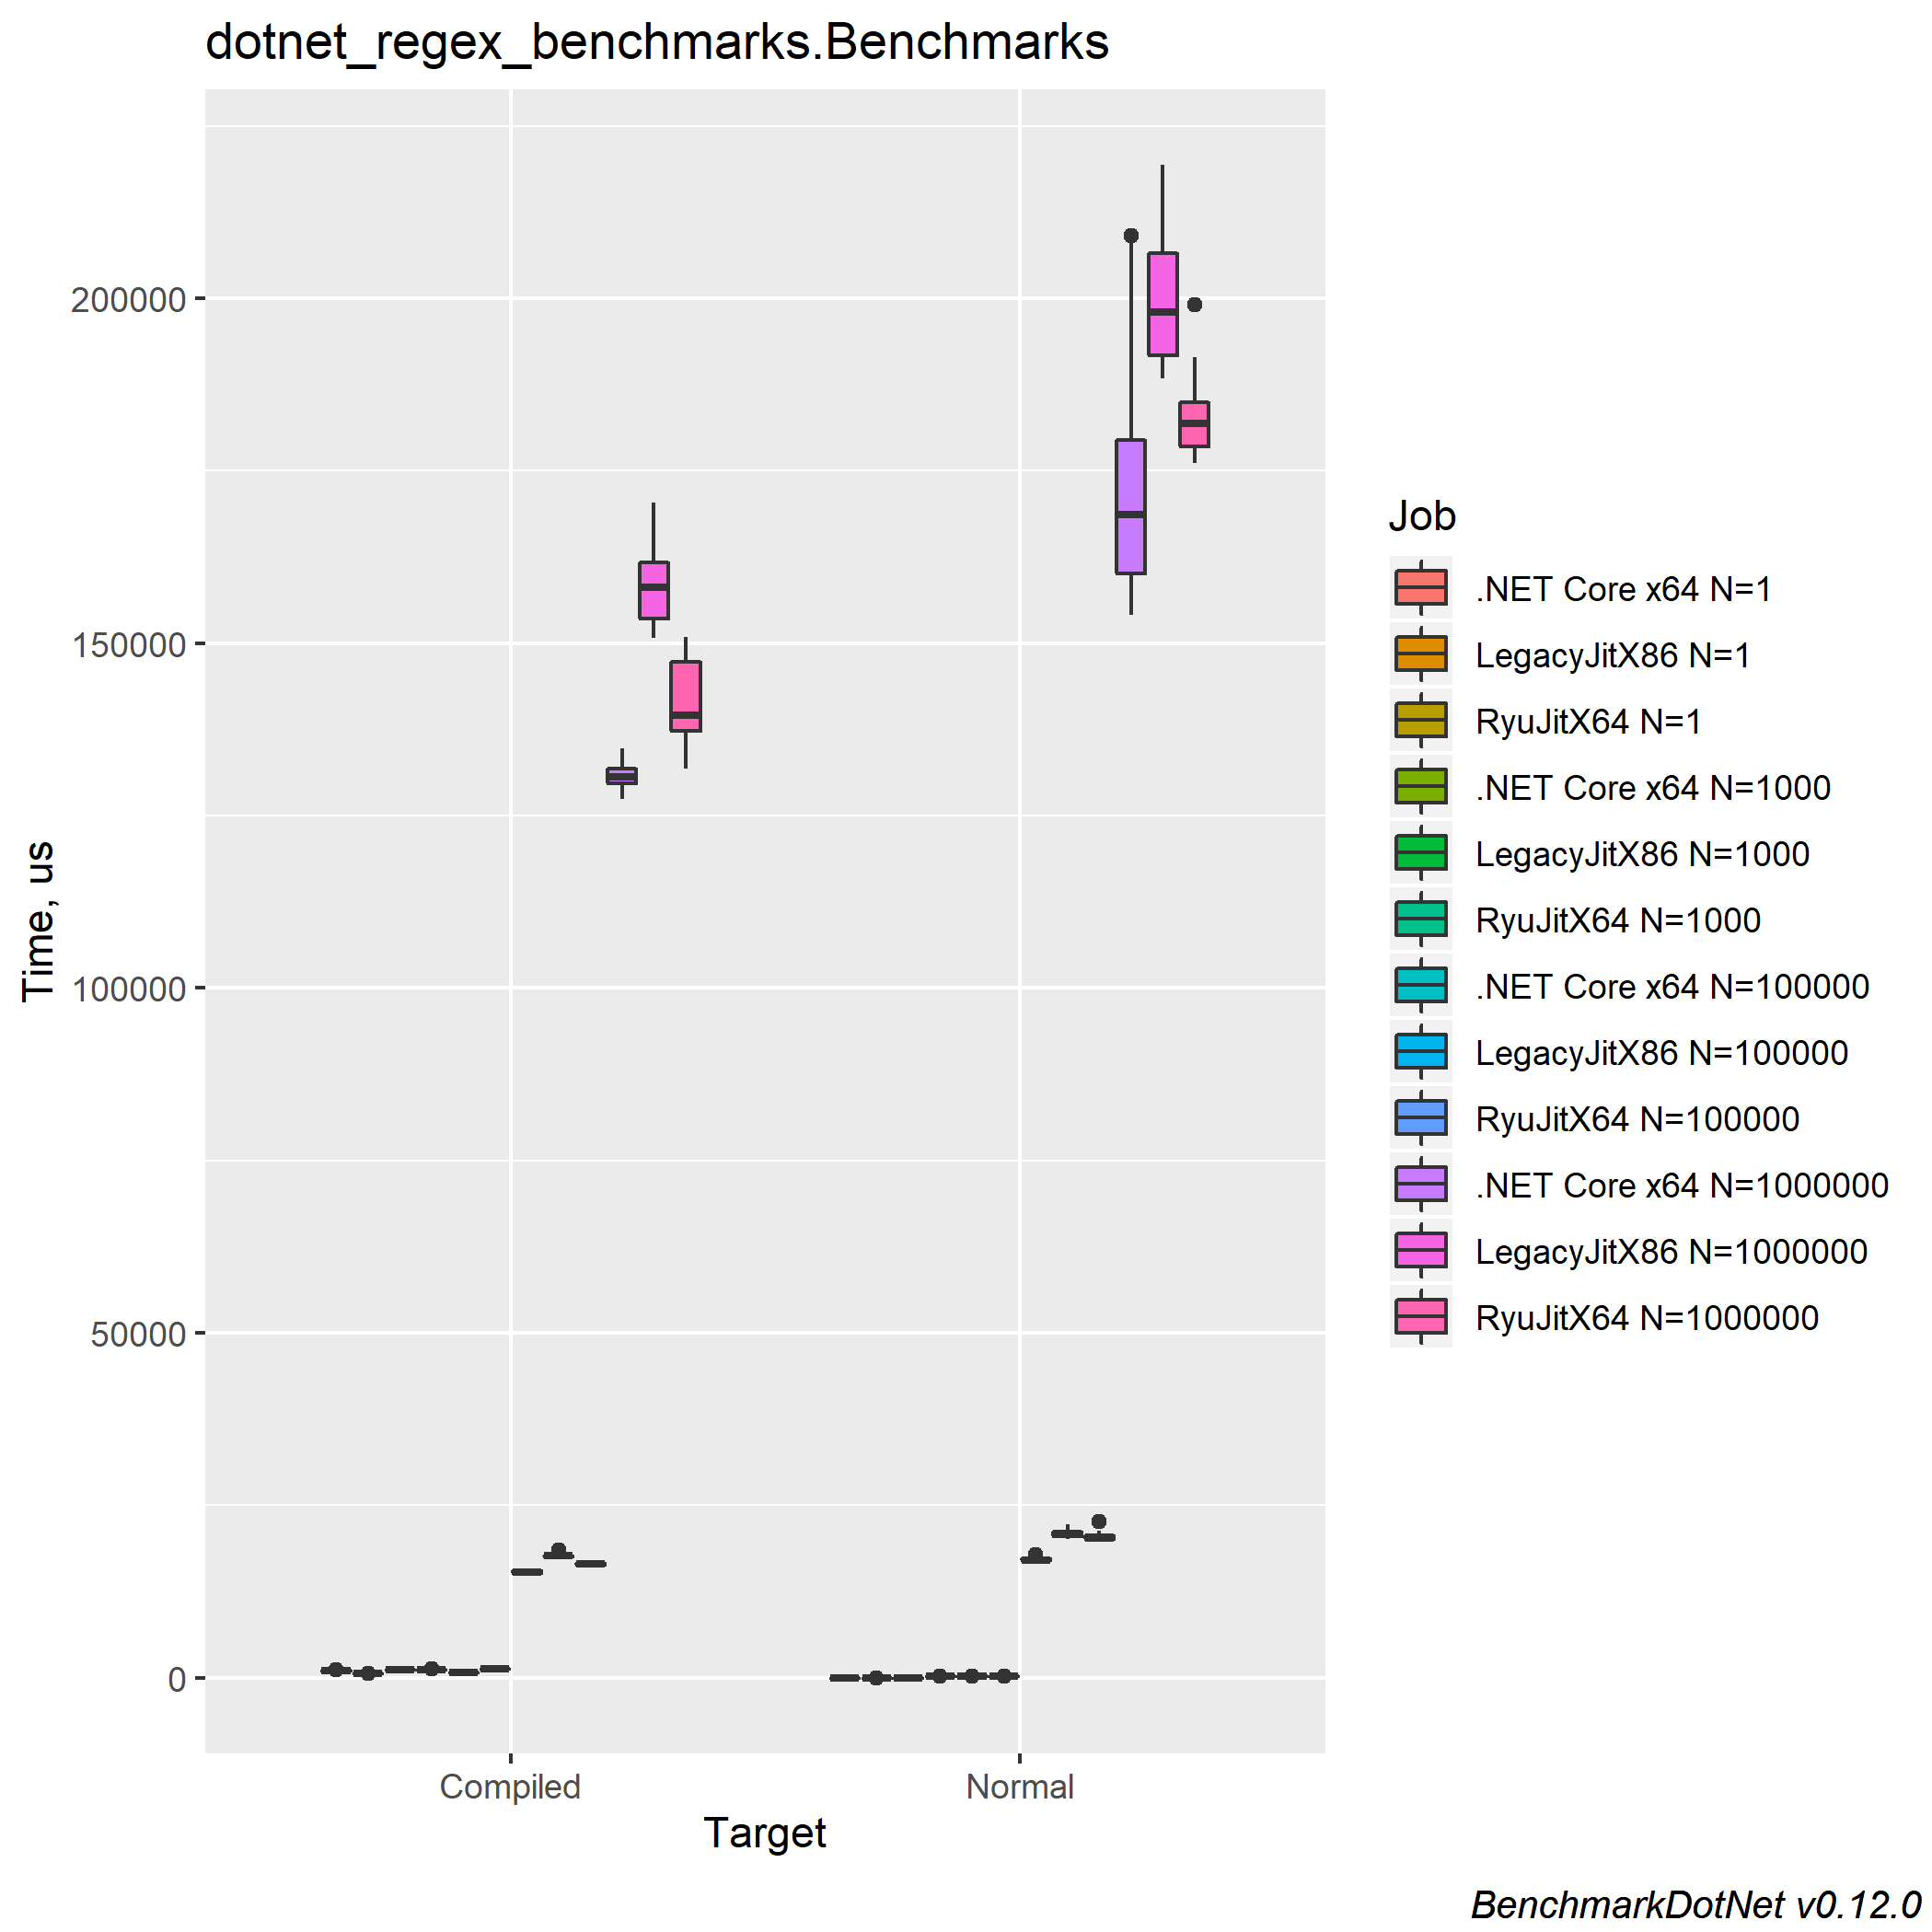 dotnet_regex_benchmarks.Benchmarks
Time, us
200000
150000
100000
50000
0
Compiled
Normal
Target
Job
.NET Core x64 N=1
LegacyJitX86 N=1
RyuJitX64 N=1
.NET Core x64 N=1000
LegacyJitX86 N=1000
RyuJitX64 N=1000
.NET Core x64 N=100000
LegacyJitX86 N=100000
RyuJitX64 N=100000
.NET Core x64 N=1000000
LegacyJitX86 N=1000000
RyuJitX64 N=1000000
BenchmarkDotNet v0.12.0